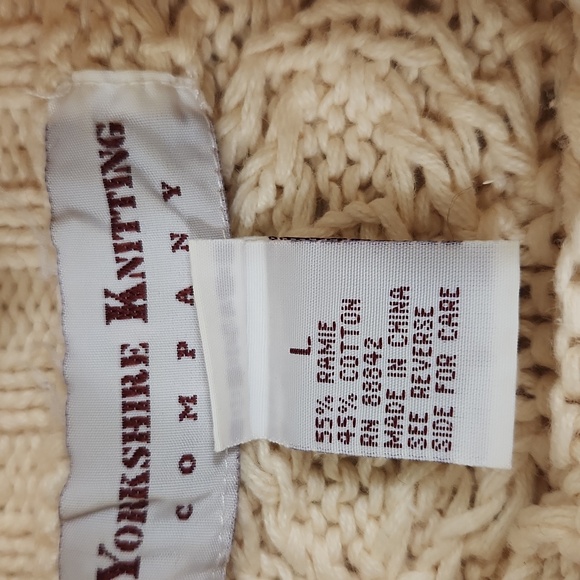 YORKSHIRE KNITTING
COMPANY
L
55% RAMIE
45% COTTON
RN 88842
MADE IN CHINA
SEE REVERSE
SIDE FOR CARE